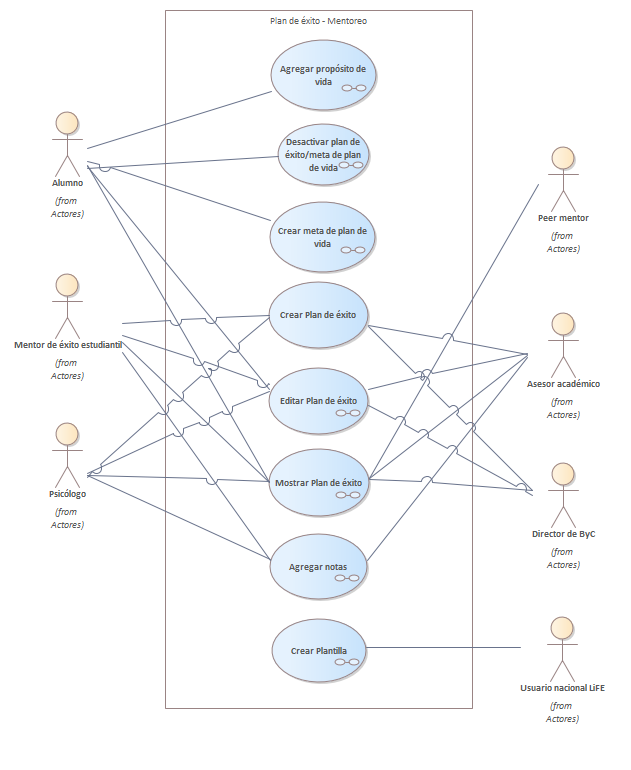 Plan de éxito - Mentoreo
Agregar propósito de
vida
Desactivar plan de
éxito/meta de plan
de vida
Crear meta de plan de
vida
Crear Plan de éxito
Editar Plan de éxito
Mostrar Plan de éxito
Agregar notas
Crear Plantilla
Alumno
(from
Actores)
Mentor de éxito estudiantil
(from
Actores)
Psicólogo
(from
Actores)
Peer mentor
(from
Actores)
Asesor académico
(from
Actores)
Director de ByC
(from
Actores)
Usuario nacional LiFE
(from
Actores)